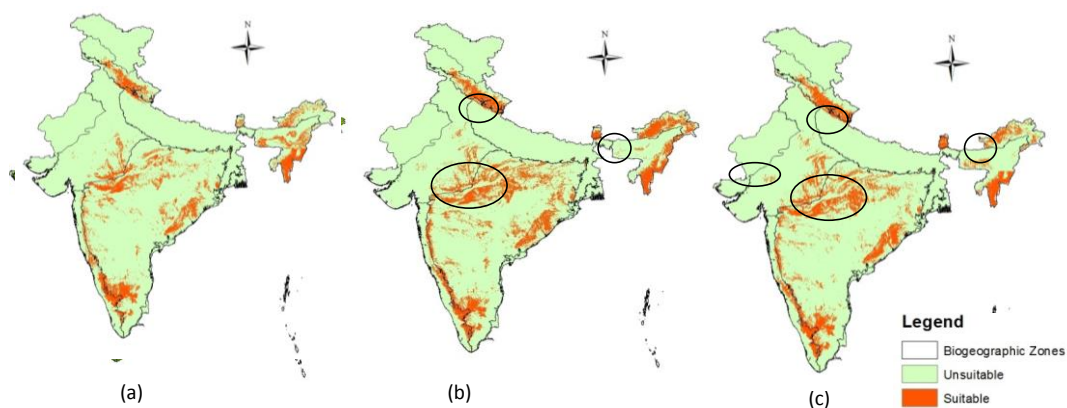 N
N
N
Legend
Biogeographic Zones
Unsuitable
Suitable
(a)
(b)
(c)